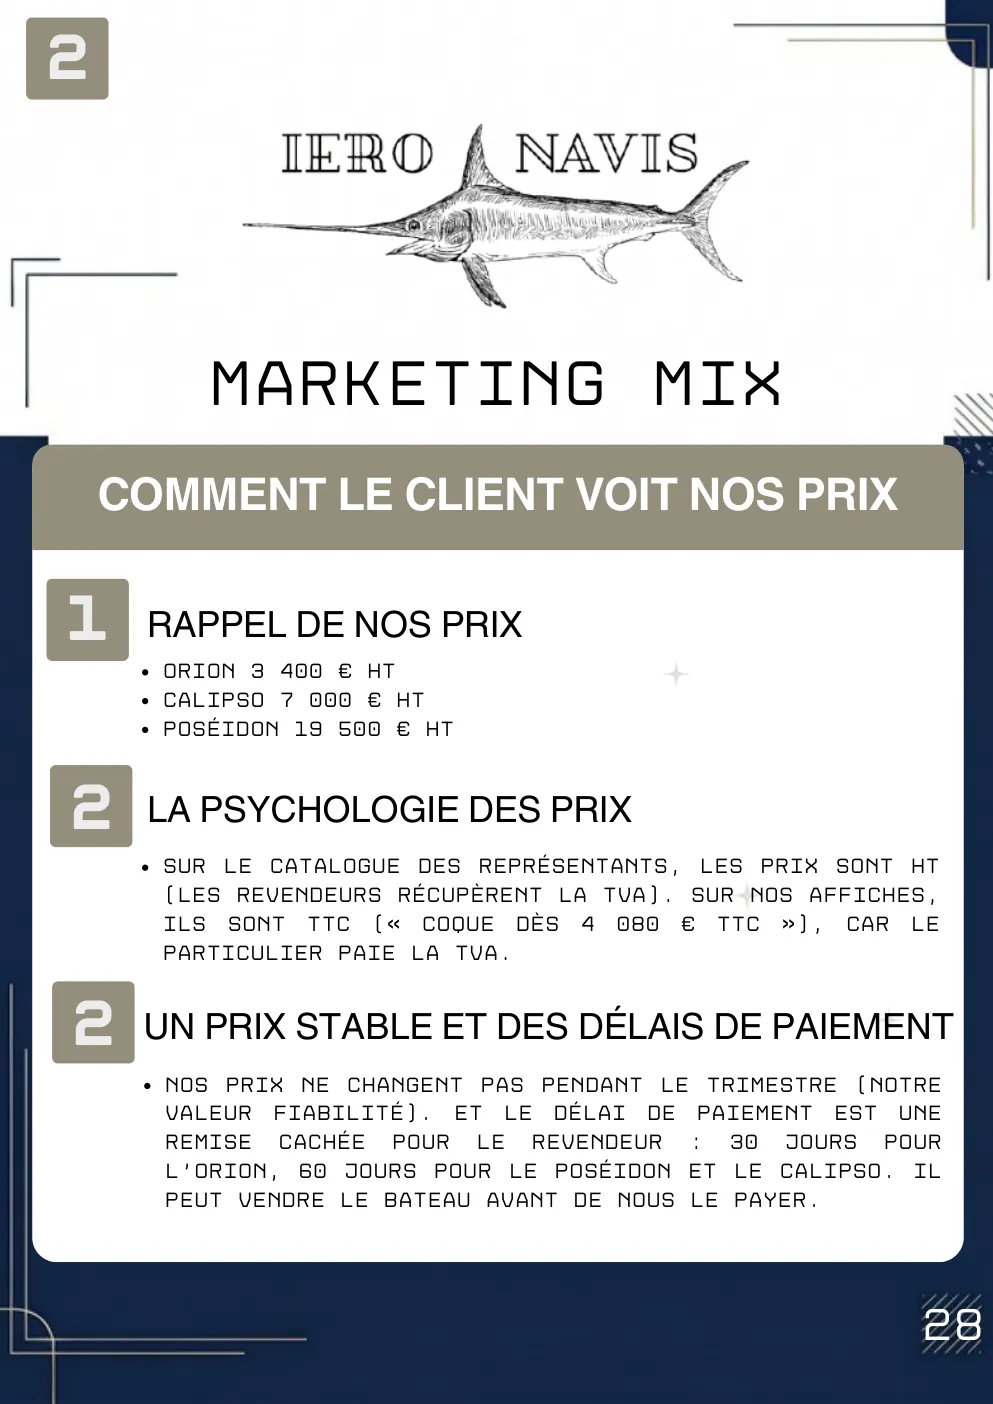 2
IERO NAVIS
MARKETING MIX
COMMENT LE CLIENT VOIT NOS PRIX
1
RAPPEL DE NOS PRIX
• ORION 3 400 € HT
• CALIPSO 7 000 € HT
• POSÉIDON 19 500 € HT
2
LA PSYCHOLOGIE DES PRIX
• SUR LE CATALOGUE DES REPRÉSENTANTS, LES PRIX SONT HT
(LES REVENDEURS RÉCUPÈRENT LA TVA). SUR NOS AFFICHES,
ILS SONT TTC (« COQUE DÈS 4 080 € TTC »), CAR LE
PARTICULIER PAIE LA TVA.
2
UN PRIX STABLE ET DES DÉLAIS DE PAIEMENT
• NOS PRIX NE CHANGENT PAS PENDANT LE TRIMESTRE (NOTRE
VALEUR FIABILITÉ). ET LE DÉLAI DE PAIEMENT EST UNE
REMISE CACHÉE POUR LE REVENDEUR : 30 JOURS POUR
L'ORION, 60 JOURS POUR LE POSÉIDON ET LE CALIPSO. IL
PEUT VENDRE LE BATEAU AVANT DE NOUS LE PAYER.
28